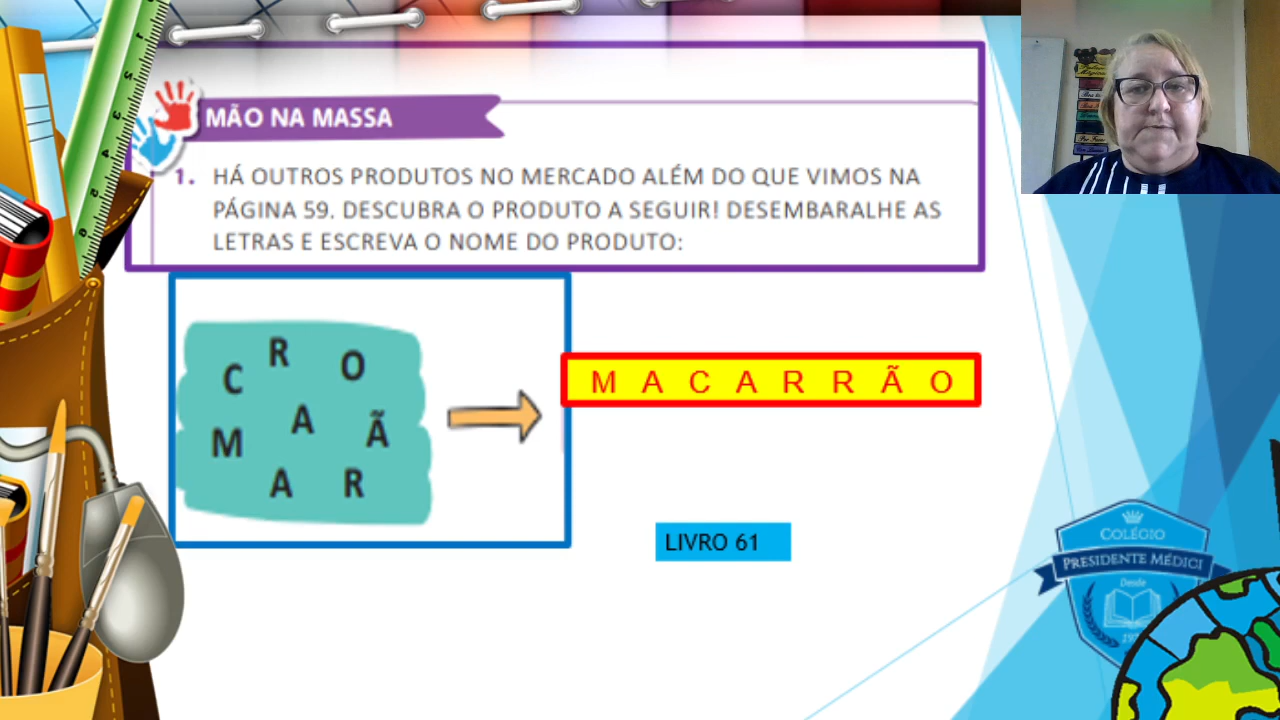 MÃO NA MASSA
1. HÁ OUTROS PRODUTOS NO MERCADO ALÉM DO QUE VIMOS NA
PÁGINA 59. DESCUBRA O PRODUTO A SEGUIR! DESEMBARALHE AS
LETRAS E ESCREVA O NOME DO PRODUTO:
C R O
M A Ã
A R
M A C A R R Ã O
LIVRO 61
COLÉGIO
PRESIDENTE MÉDICI
Desde